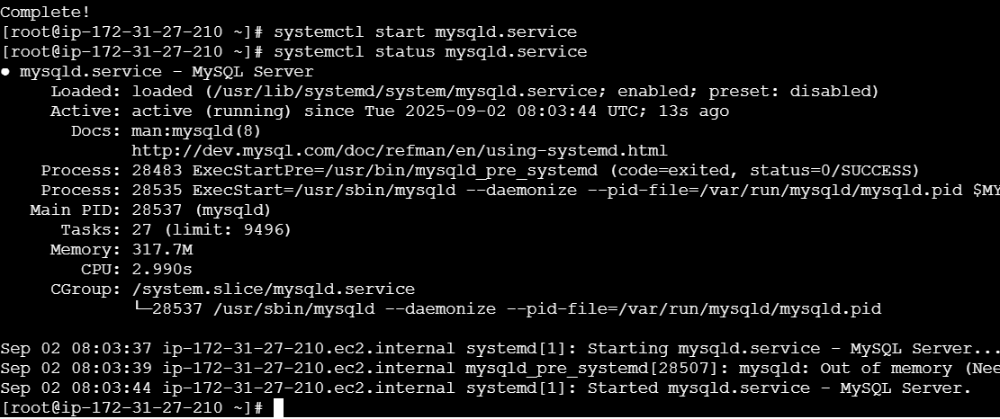 Complete!
[root@ip-172-31-27-210 ~]# systemctl start mysqld.service
[root@ip-172-31-27-210 ~]# systemctl status mysqld.service
● mysqld.service - MySQL Server
     Loaded: loaded (/usr/lib/systemd/system/mysqld.service; enabled; preset: disabled)
     Active: active (running) since Tue 2025-09-02 08:03:44 UTC; 13s ago
       Docs: man:mysqld(8)
             http://dev.mysql.com/doc/refman/en/using-systemd.html
    Process: 28483 ExecStartPre=/usr/bin/mysqld_pre_systemd (code=exited, status=0/SUCCESS)
    Process: 28535 ExecStart=/usr/sbin/mysqld --daemonize --pid-file=/var/run/mysqld/mysqld.pid $MY
   Main PID: 28537 (mysqld)
      Tasks: 27 (limit: 9496)
     Memory: 317.7M
        CPU: 2.990s
     CGroup: /system.slice/mysqld.service
             └─28537 /usr/sbin/mysqld --daemonize --pid-file=/var/run/mysqld/mysqld.pid

Sep 02 08:03:37 ip-172-31-27-210.ec2.internal systemd[1]: Starting mysqld.service - MySQL Server...
Sep 02 08:03:39 ip-172-31-27-210.ec2.internal mysqld_pre_systemd[28507]: mysqld: Out of memory (Nee
Sep 02 08:03:44 ip-172-31-27-210.ec2.internal systemd[1]: Started mysqld.service - MySQL Server.
[root@ip-172-31-27-210 ~]#